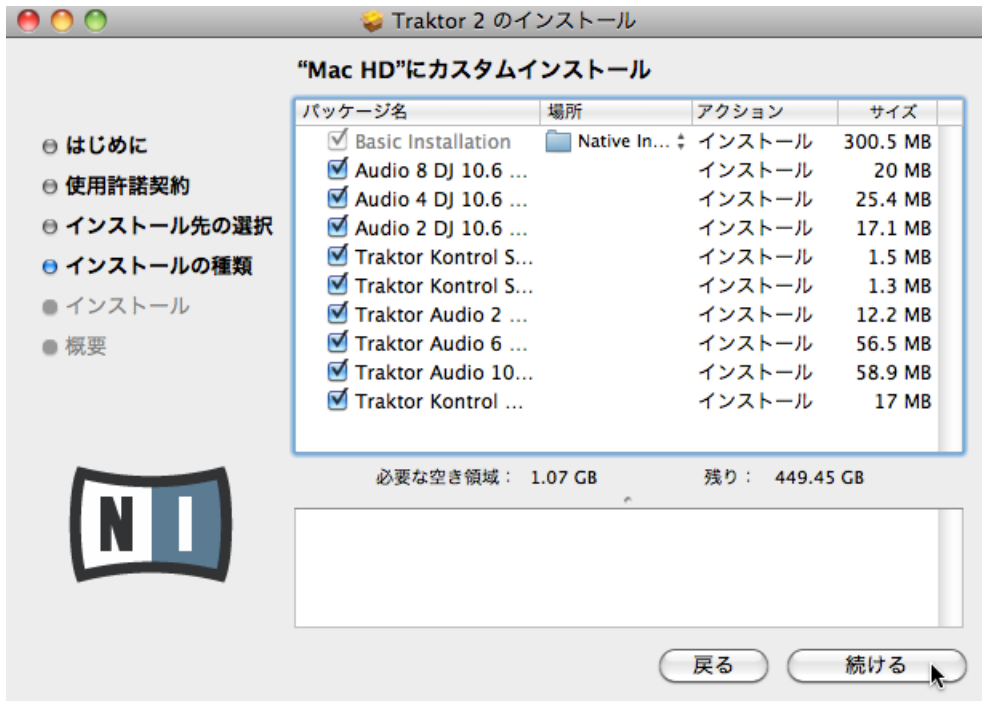 Traktor 2 のインストール
“Mac HD”にカスタムインストール
はじめに
使用許諾契約
インストール先の選択
インストールの種類
インストール
概要
パッケージ名 場所 アクション サイズ
Basic Installation Native In... インストール 300.5 MB
Audio 8 DJ 10.6 ... インストール 20 MB
Audio 4 DJ 10.6 ... インストール 25.4 MB
Audio 2 DJ 10.6 ... インストール 17.1 MB
Traktor Kontrol S... インストール 1.5 MB
Traktor Kontrol S... インストール 1.3 MB
Traktor Audio 2 ... インストール 12.2 MB
Traktor Audio 6 ... インストール 56.5 MB
Traktor Audio 10... インストール 58.9 MB
Traktor Kontrol ... インストール 17 MB
必要な空き領域： 1.07 GB 残り： 449.45 GB
NI
戻る 続ける